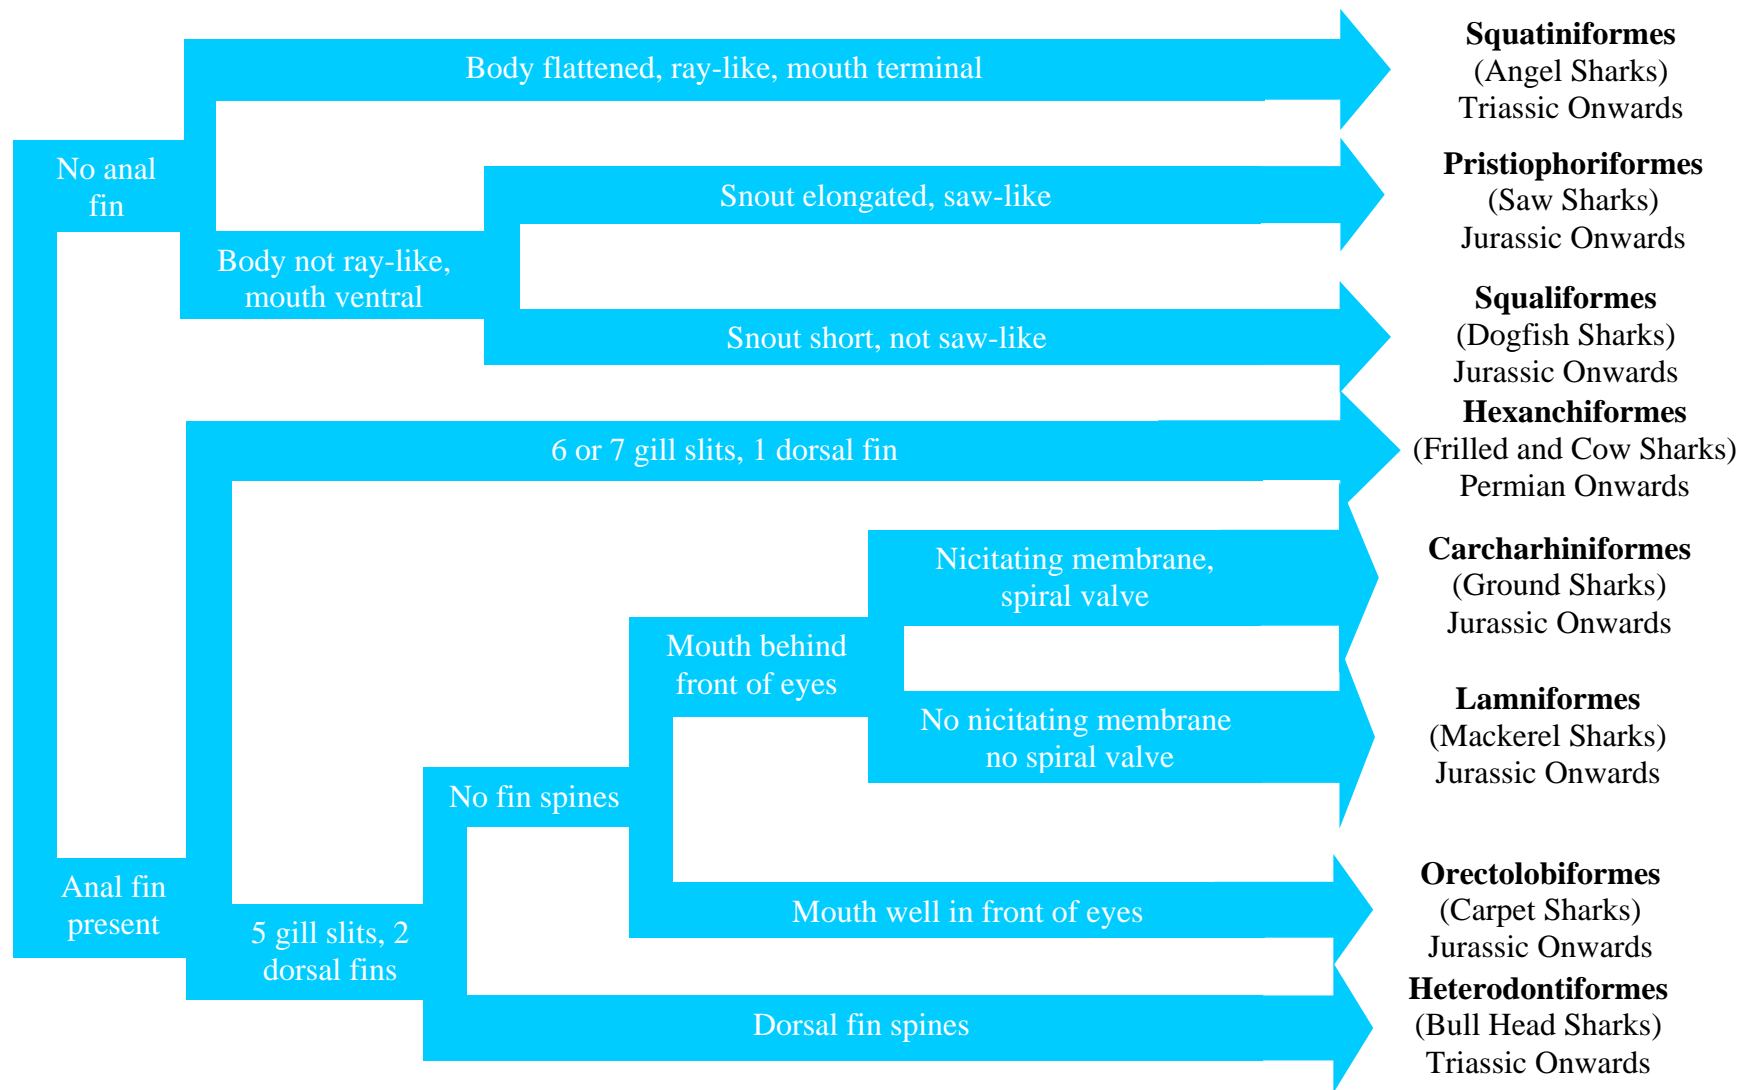 Body flattened, ray-like, mouth terminal
Squatiniformes
(Angel Sharks)
Triassic Onwards
No anal
fin
Snout elongated, saw-like
Pristiophoriformes
(Saw Sharks)
Jurassic Onwards
Body not ray-like,
mouth ventral
Snout short, not saw-like
Squaliformes
(Dogfish Sharks)
Jurassic Onwards
6 or 7 gill slits, 1 dorsal fin
Hexanchiformes
(Frilled and Cow Sharks)
Permian Onwards
Nicitating membrane,
spiral valve
Carcharhiniformes
(Ground Sharks)
Jurassic Onwards
Mouth behind
front of eyes
No nicitating membrane
no spiral valve
Lamniformes
(Mackerel Sharks)
Jurassic Onwards
No fin spines
Anal fin
present
Mouth well in front of eyes
Orectolobiformes
(Carpet Sharks)
Jurassic Onwards
5 gill slits, 2
dorsal fins
Dorsal fin spines
Heterodontiformes
(Bull Head Sharks)
Triassic Onwards